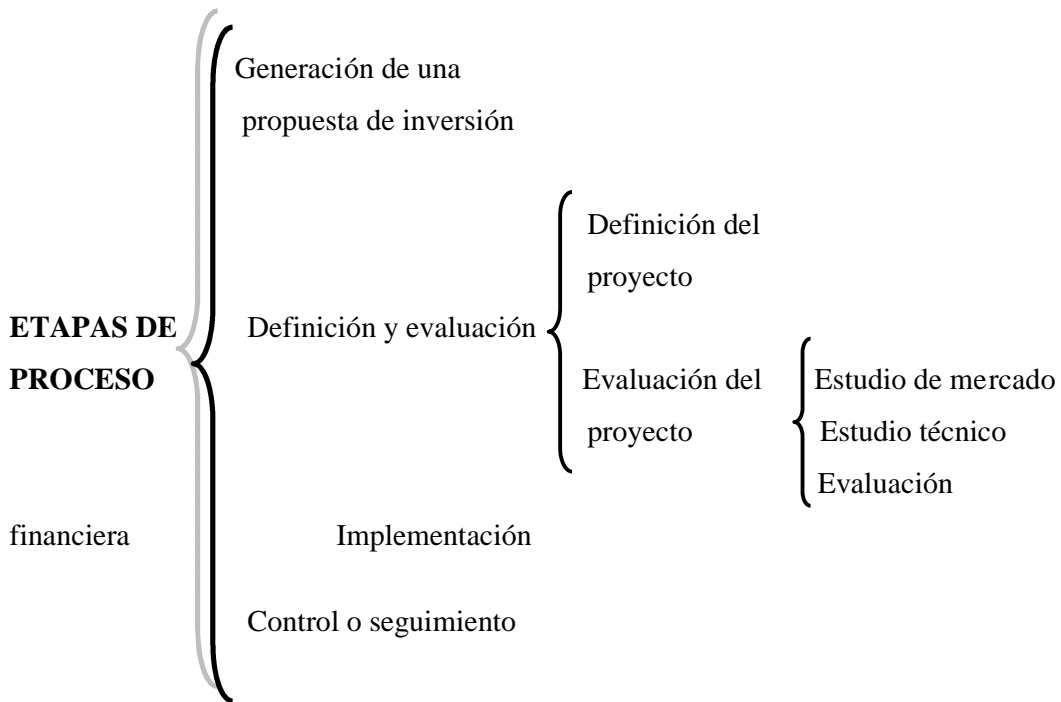 Generación de una
propuesta de inversión
Definición del
proyecto
ETAPAS DE Definición y evaluación
PROCESO Evaluación del Estudio de mercado
proyecto Estudio técnico
Evaluación
financiera Implementación
Control o seguimiento